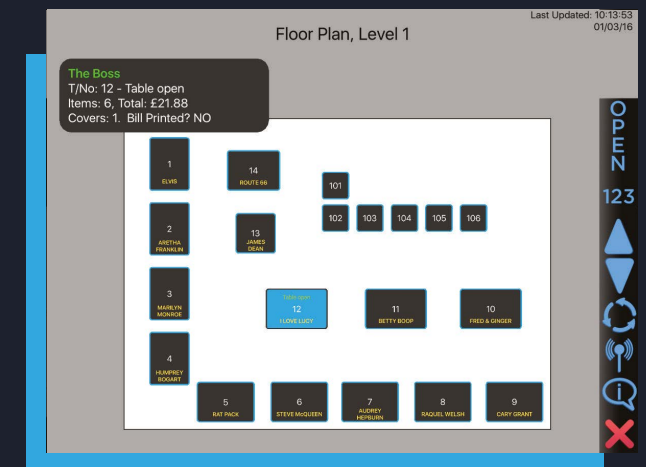 Last Updated: 10:13:53
01/03/16
Floor Plan, Level 1
The Boss
T/No: 12 - Table open
Items: 6, Total: £21.88
Covers: 1. Bill Printed? NO
OPEN
123
1
ELVIS
14
ROUTE 66
101
2
ARETHA
FRANKLIN
13
JAMES
DEAN
102
103
104
105
106
3
MARILYN
MONROE
Table open
12
I LOVE LUCY
11
BETTY BOOP
10
FRED & GINGER
4
HUMPREY
BOGART
5
RAT PACK
6
STEVE McQUEEN
7
AUDREY
HEPBURN
8
RAQUEL WELSH
9
CARY GRANT